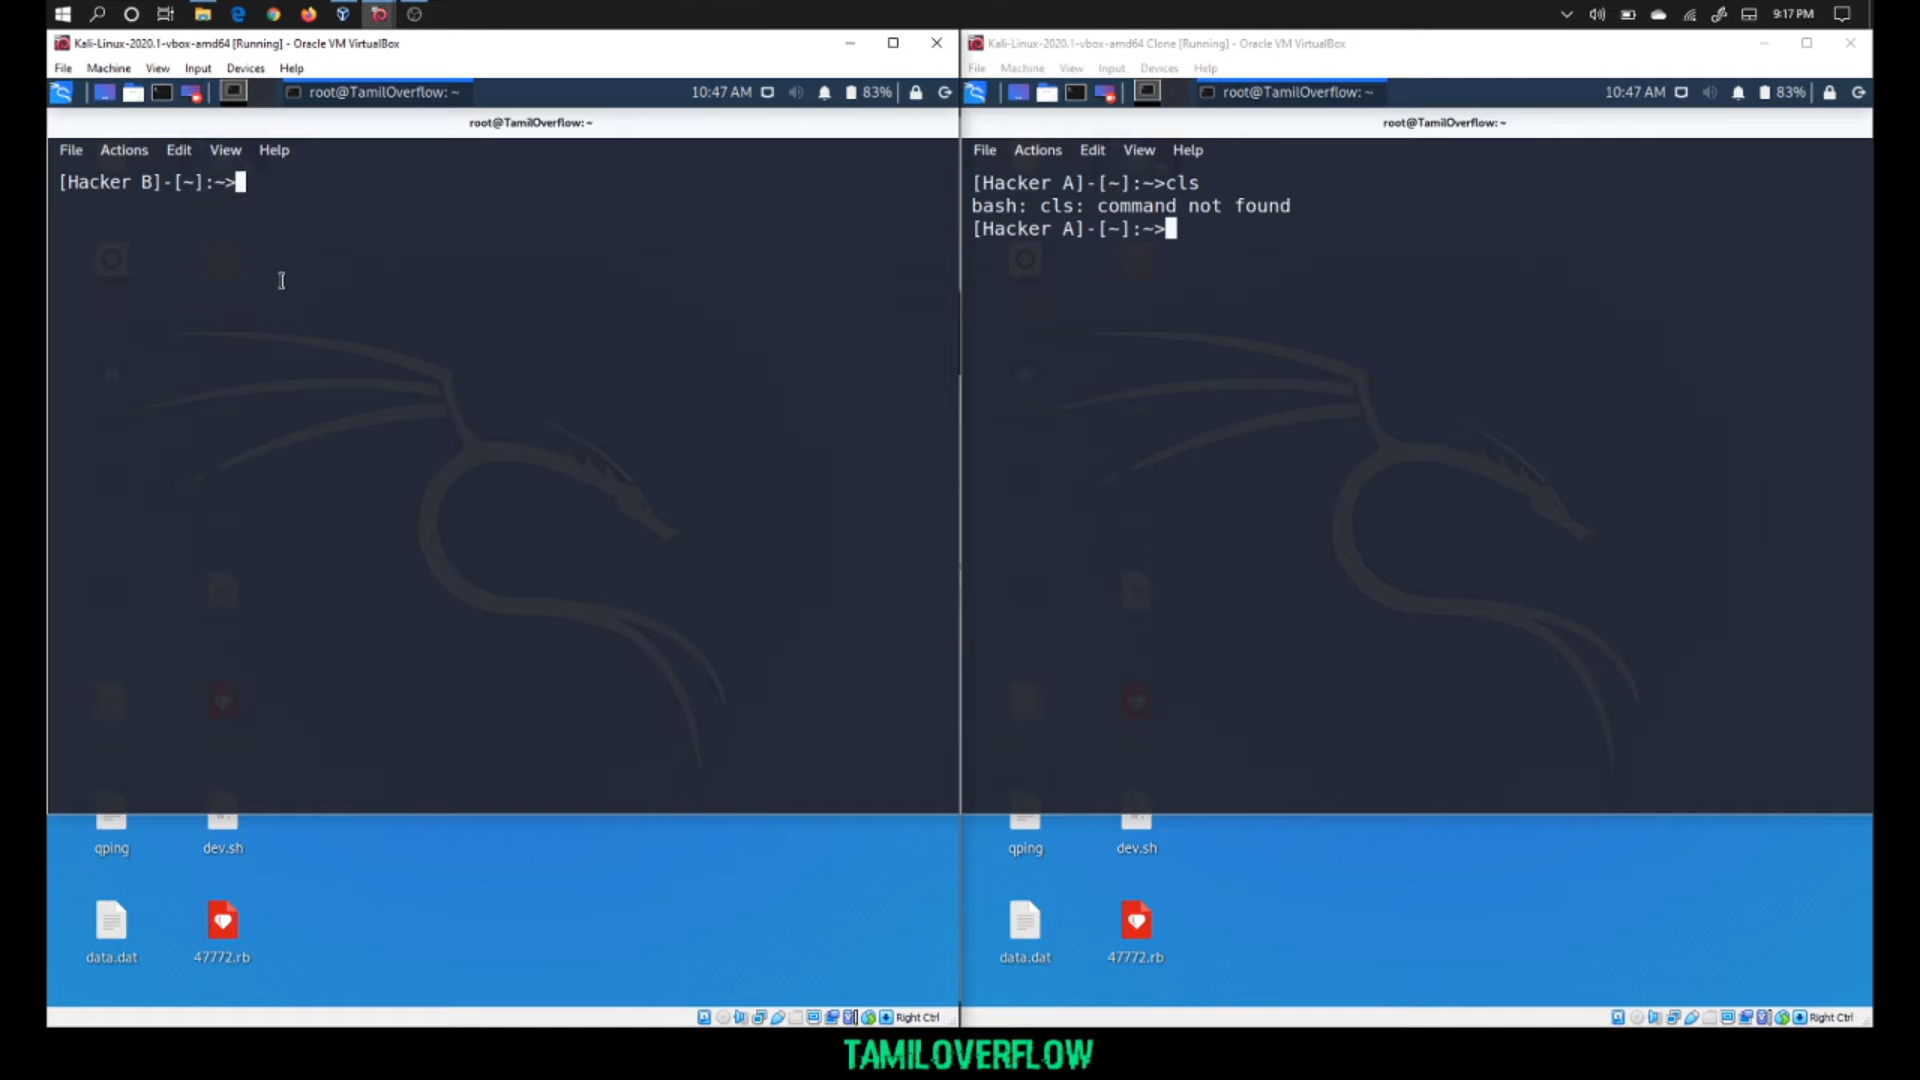 9:17 PM
Kali-Linux-2020.1-vbox-amd64 [Running] - Oracle VM VirtualBox
File Machine View Input Devices Help
root@TamilOverflow: ~
10:47 AM
83%
root@TamilOverflow: ~
File Actions Edit View Help
[Hacker B]-[~]:~>
qping
dev.sh
data.dat
47772.rb
Right Ctrl
Kali-Linux-2020.1-vbox-amd64 Clone [Running] - Oracle VM VirtualBox
File Machine View Input Devices Help
root@TamilOverflow: ~
10:47 AM
83%
root@TamilOverflow: ~
File Actions Edit View Help
[Hacker A]-[~]:~>cls
bash: cls: command not found
[Hacker A]-[~]:~>
qping
dev.sh
data.dat
47772.rb
Right Ctrl
TAMILOVERFLOW